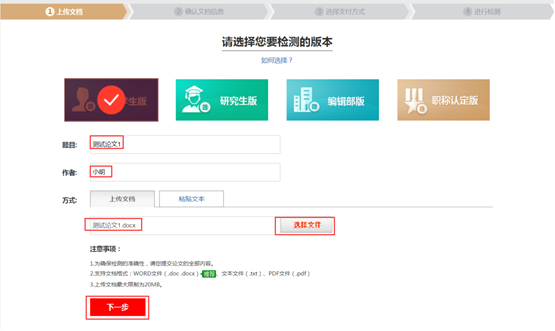 1 上传文档 2 确认文档信息 3 选择支付方式 4 进行检测
请选择您要检测的版本
如何选择？
学生版 研究生版 编辑部版 职称认定版
题目: 测试论文1
作者: 小明
方式: 上传文档 粘贴文本
测试论文1.docx 选择文件
注意事项：
1.为确保检测的准确性，请您提交论文的全部内容。
2.支持文档格式：WORD文件（.doc .docx） 推荐 、文本文件（.txt）、PDF文件（.pdf）
3.上传文档最大限制为20MB。
下一步